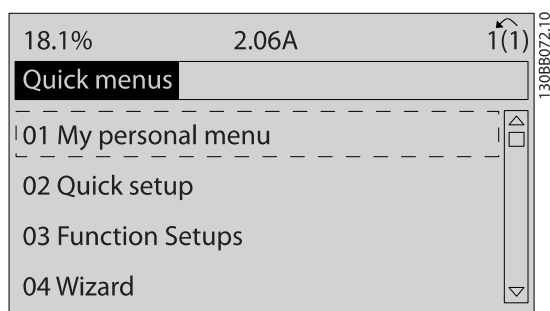 18.1% 2.06A 1(1)
Quick menus
01 My personal menu
02 Quick setup
03 Function Setups
04 Wizard
130BB072.10